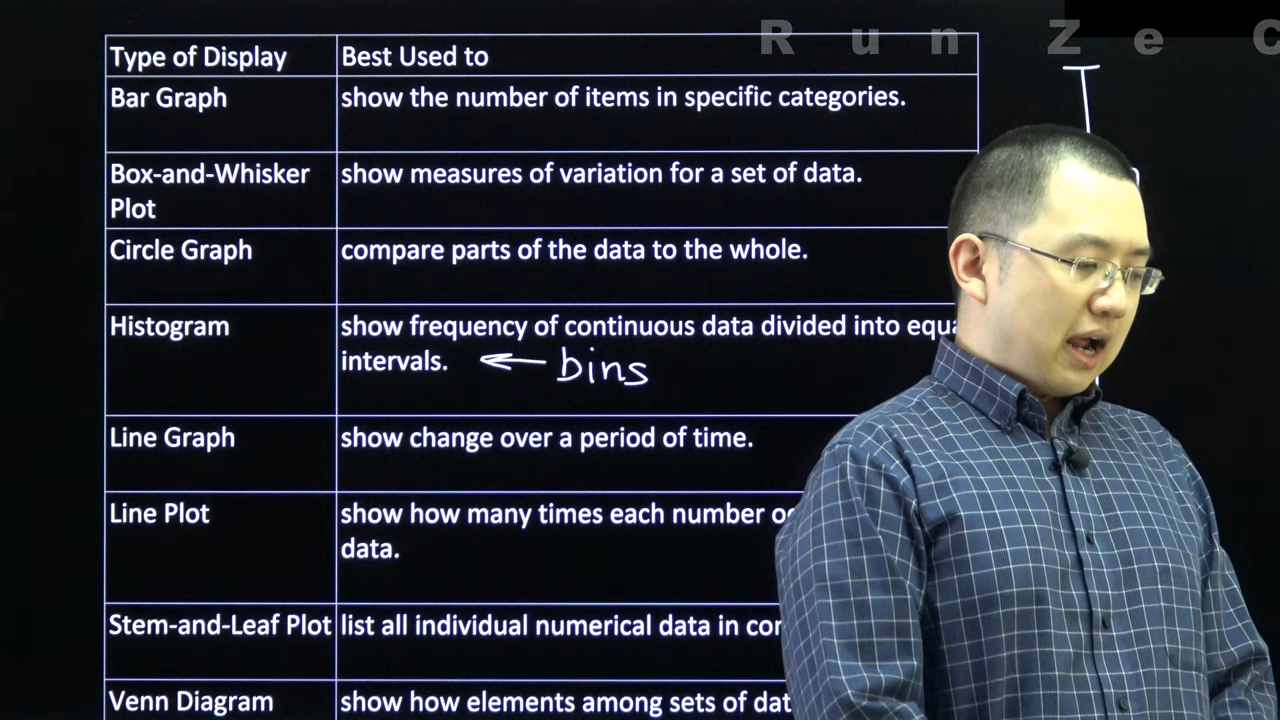 Run Ze C
Type of Display Best Used to
Bar Graph show the number of items in specific categories.
Box-and-Whisker Plot show measures of variation for a set of data.
Circle Graph compare parts of the data to the whole.
Histogram show frequency of continuous data divided into
intervals. ← bins
Line Graph show change over a period of time.
Line Plot show how many times each number
data.
Stem-and-Leaf Plot list all individual numerical data in
Venn Diagram show how elements among sets of